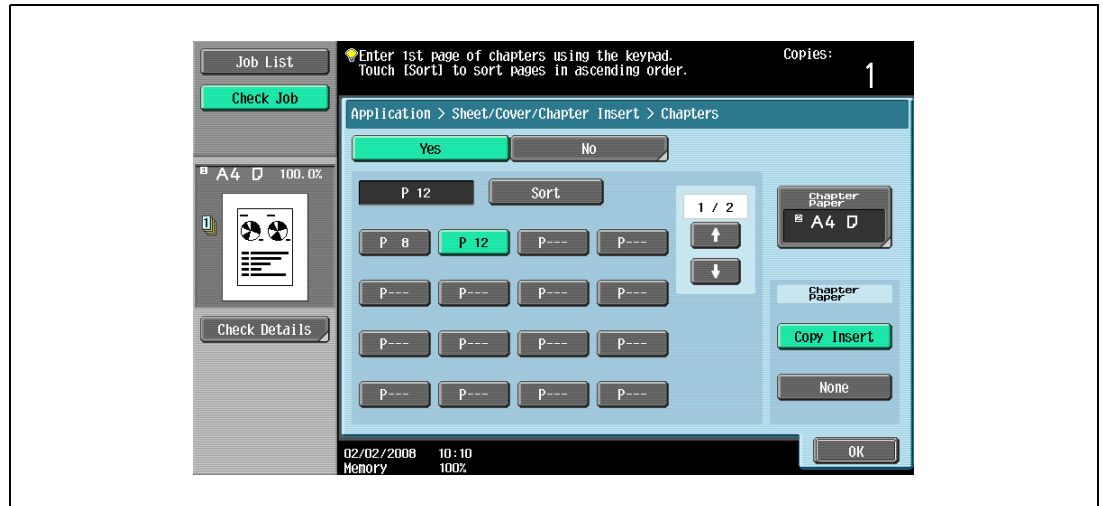 Job List
Check Job
Enter 1st page of chapters using the keypad.
Touch [Sort] to sort pages in ascending order.
Copies:
1
Application > Sheet/Cover/Chapter Insert > Chapters
Yes
No
A4 100.0%
1
P 12
Sort
1 / 2
Chapter
Paper
2 A4
P 8
P 12
P---
P---
P---
P---
P---
P---
Chapter
Paper
Check Details
P---
P---
P---
P---
Copy Insert
P---
P---
P---
P---
None
02/02/2008 10:10
Memory 100%
OK